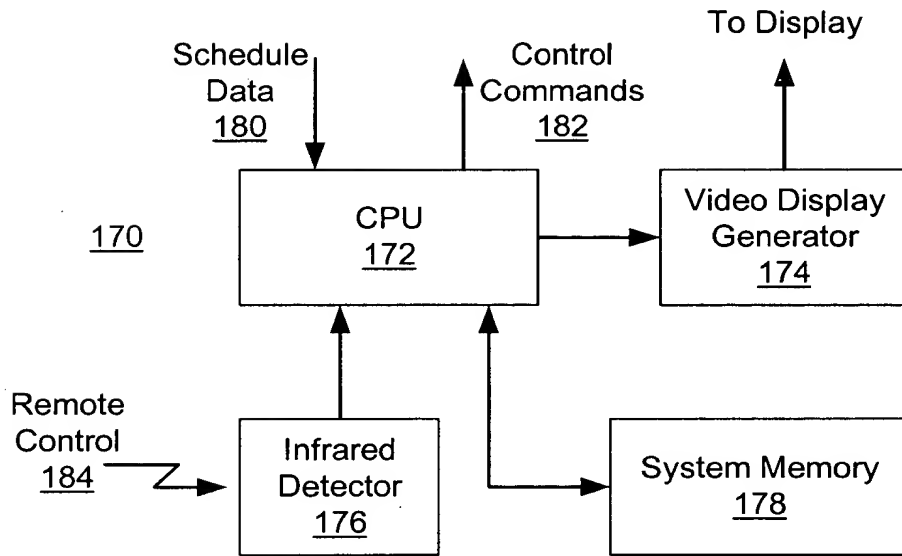 To Display
Schedule
Data
180
Control
Commands
182
170
CPU
172
Video Display
Generator
174
Remote
Control
184
Infrared
Detector
176
System Memory
178